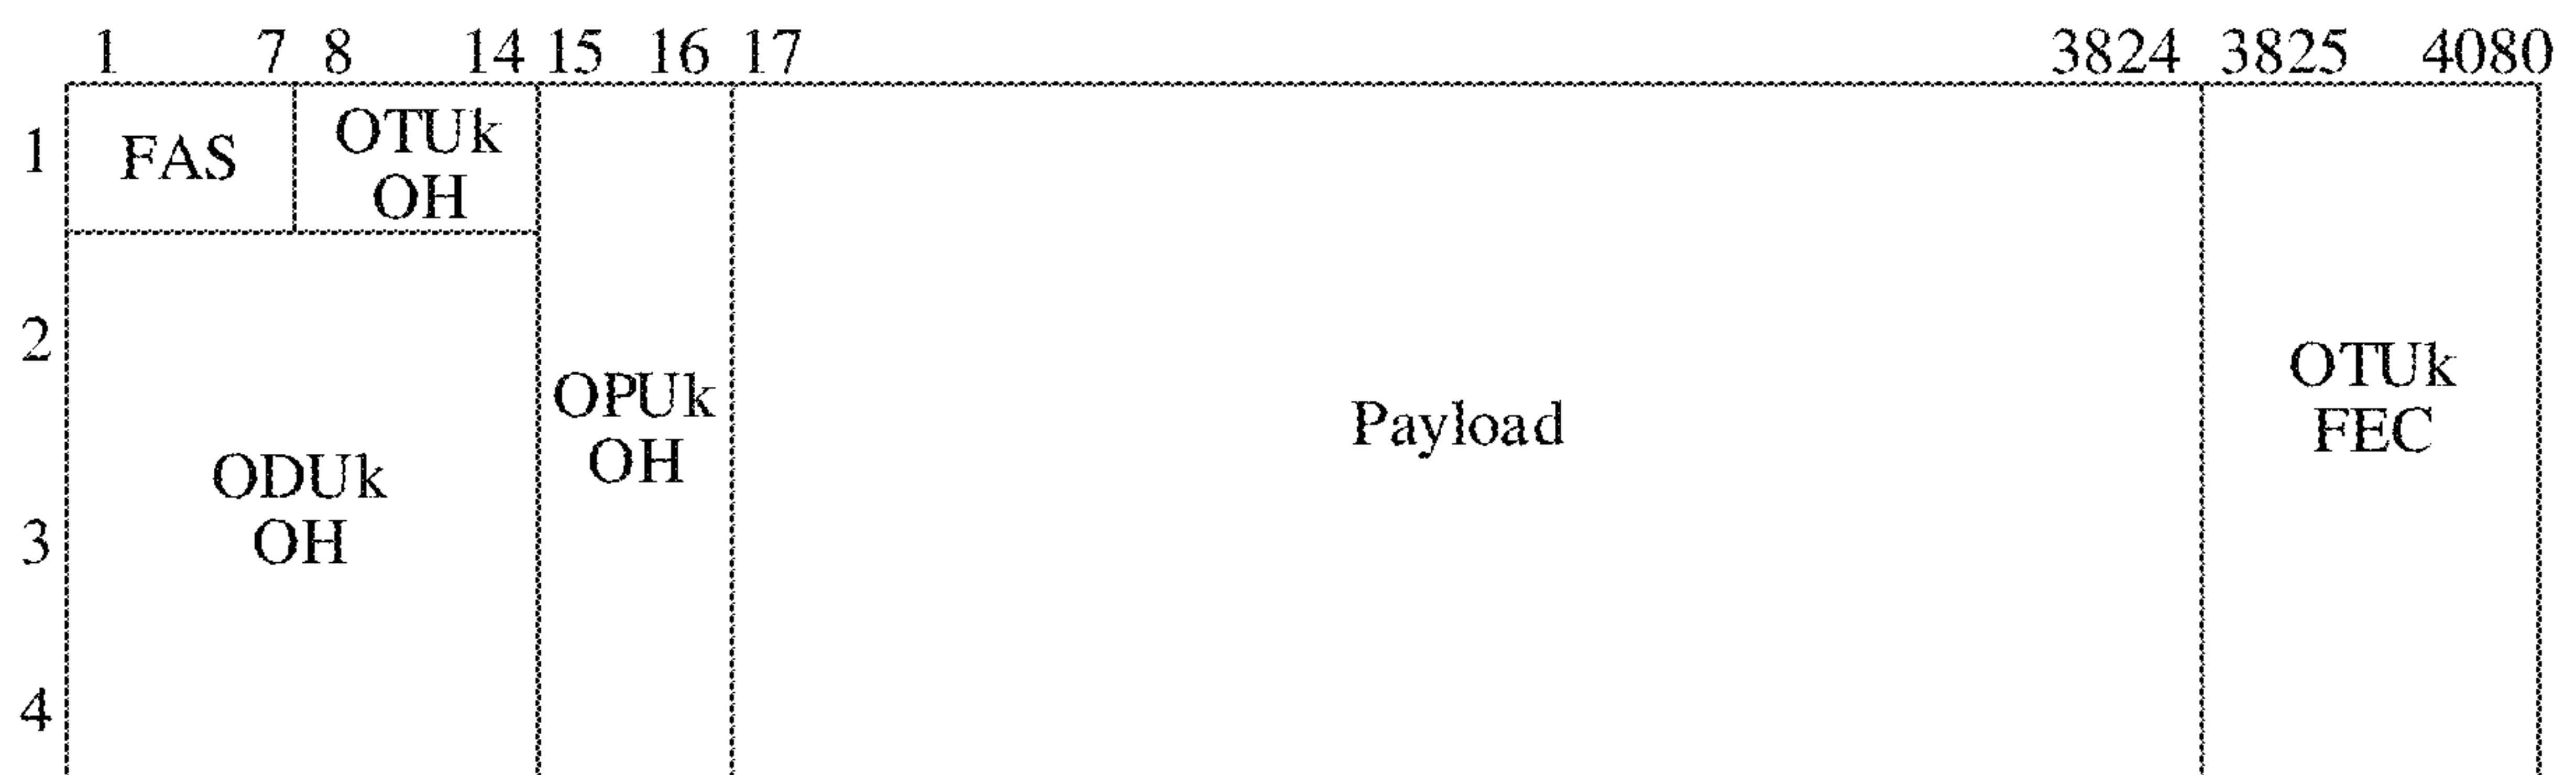 1 7 8 14 15 16 17 3824 3825 4080
1 FAS OTUk
OH
2
OPUk
OH
Payload
OTUk
FEC
ODUk
OH
3
4